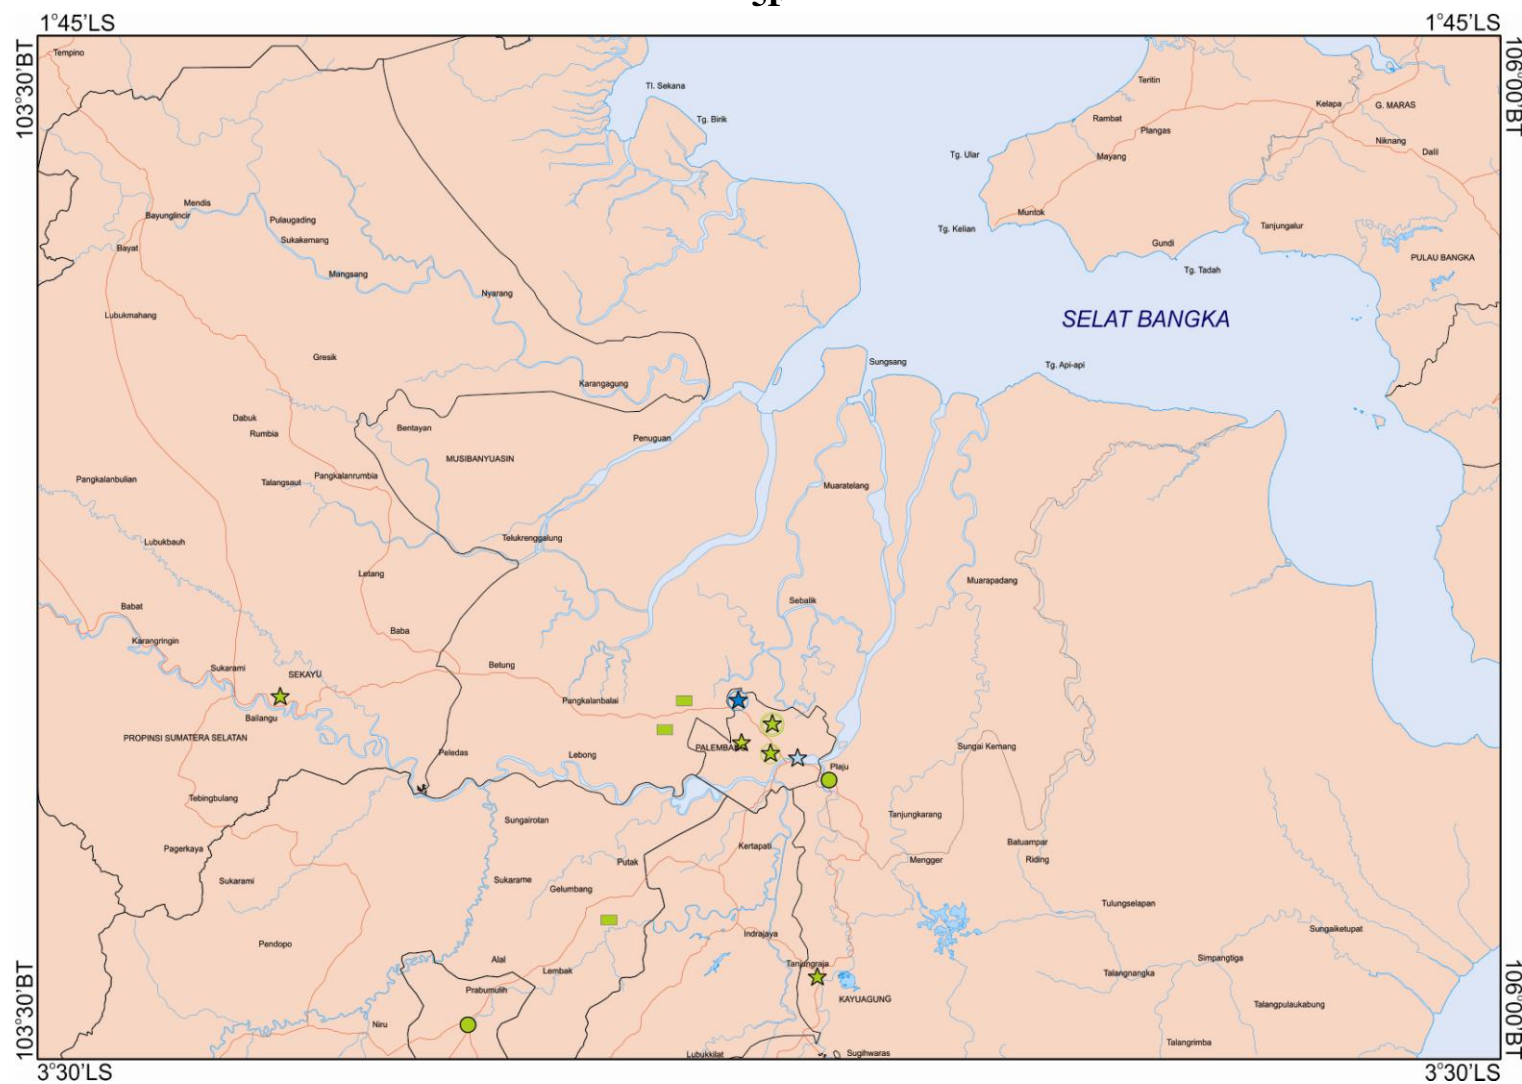 1°45'LS
1°45'LS
103°30'BT
106°00'BT
Tempino
Tl. Sekana
Tg. Birik
Teritin
Kelapa
G. MARAS
Rambat
Plangas
Niknang
Dalil
Tg. Ular
Mayang
Mendis
Bayunglincir
Pulaugading
Muntok
Tg. Kelian
Tanjungalur
Sukakemang
Bayat
Gundi
PULAU BANGKA
Mangsang
Tg. Tadah
Nyarang
Lubukmahang
SELAT BANGKA
Gresik
Sungsang
Tg. Api-api
Karangagung
Dabuk
Rumbia
Bentayan
Penuguan
MUSIBANYUASIN
Pangkalanbulian
Talangsaut
Pangkalanrumbia
Muaratelang
Lubukbauh
Telukrenggalung
Letang
Muarapadang
Babat
Sebalik
Karangringin
Baba
Sukarami
SEKAYU
Betung
Pangkalanbalai
Bailangu
PROPINSI SUMATERA SELATAN
Peledas
Lebong
PALEMBANG
Sungai Kemang
Plaju
Tebingbulang
Sungairotan
Tanjungkarang
Pagerkaya
Kertapati
Batuampar
Putak
Mengger
Riding
Sukarami
Sukarame
Gelumbang
Tulungselapan
Pendopo
Indrajaya
Sungaiketupat
Alal
Lembak
Tanjungraja
Simpangtiga
Talangnangka
Prabumulih
KAYUAGUNG
Talangpulaukabung
Niru
Talangrimba
Lubukkilat
Sugihwaras
103°30'BT
106°00'BT
3°30'LS
3°30'LS